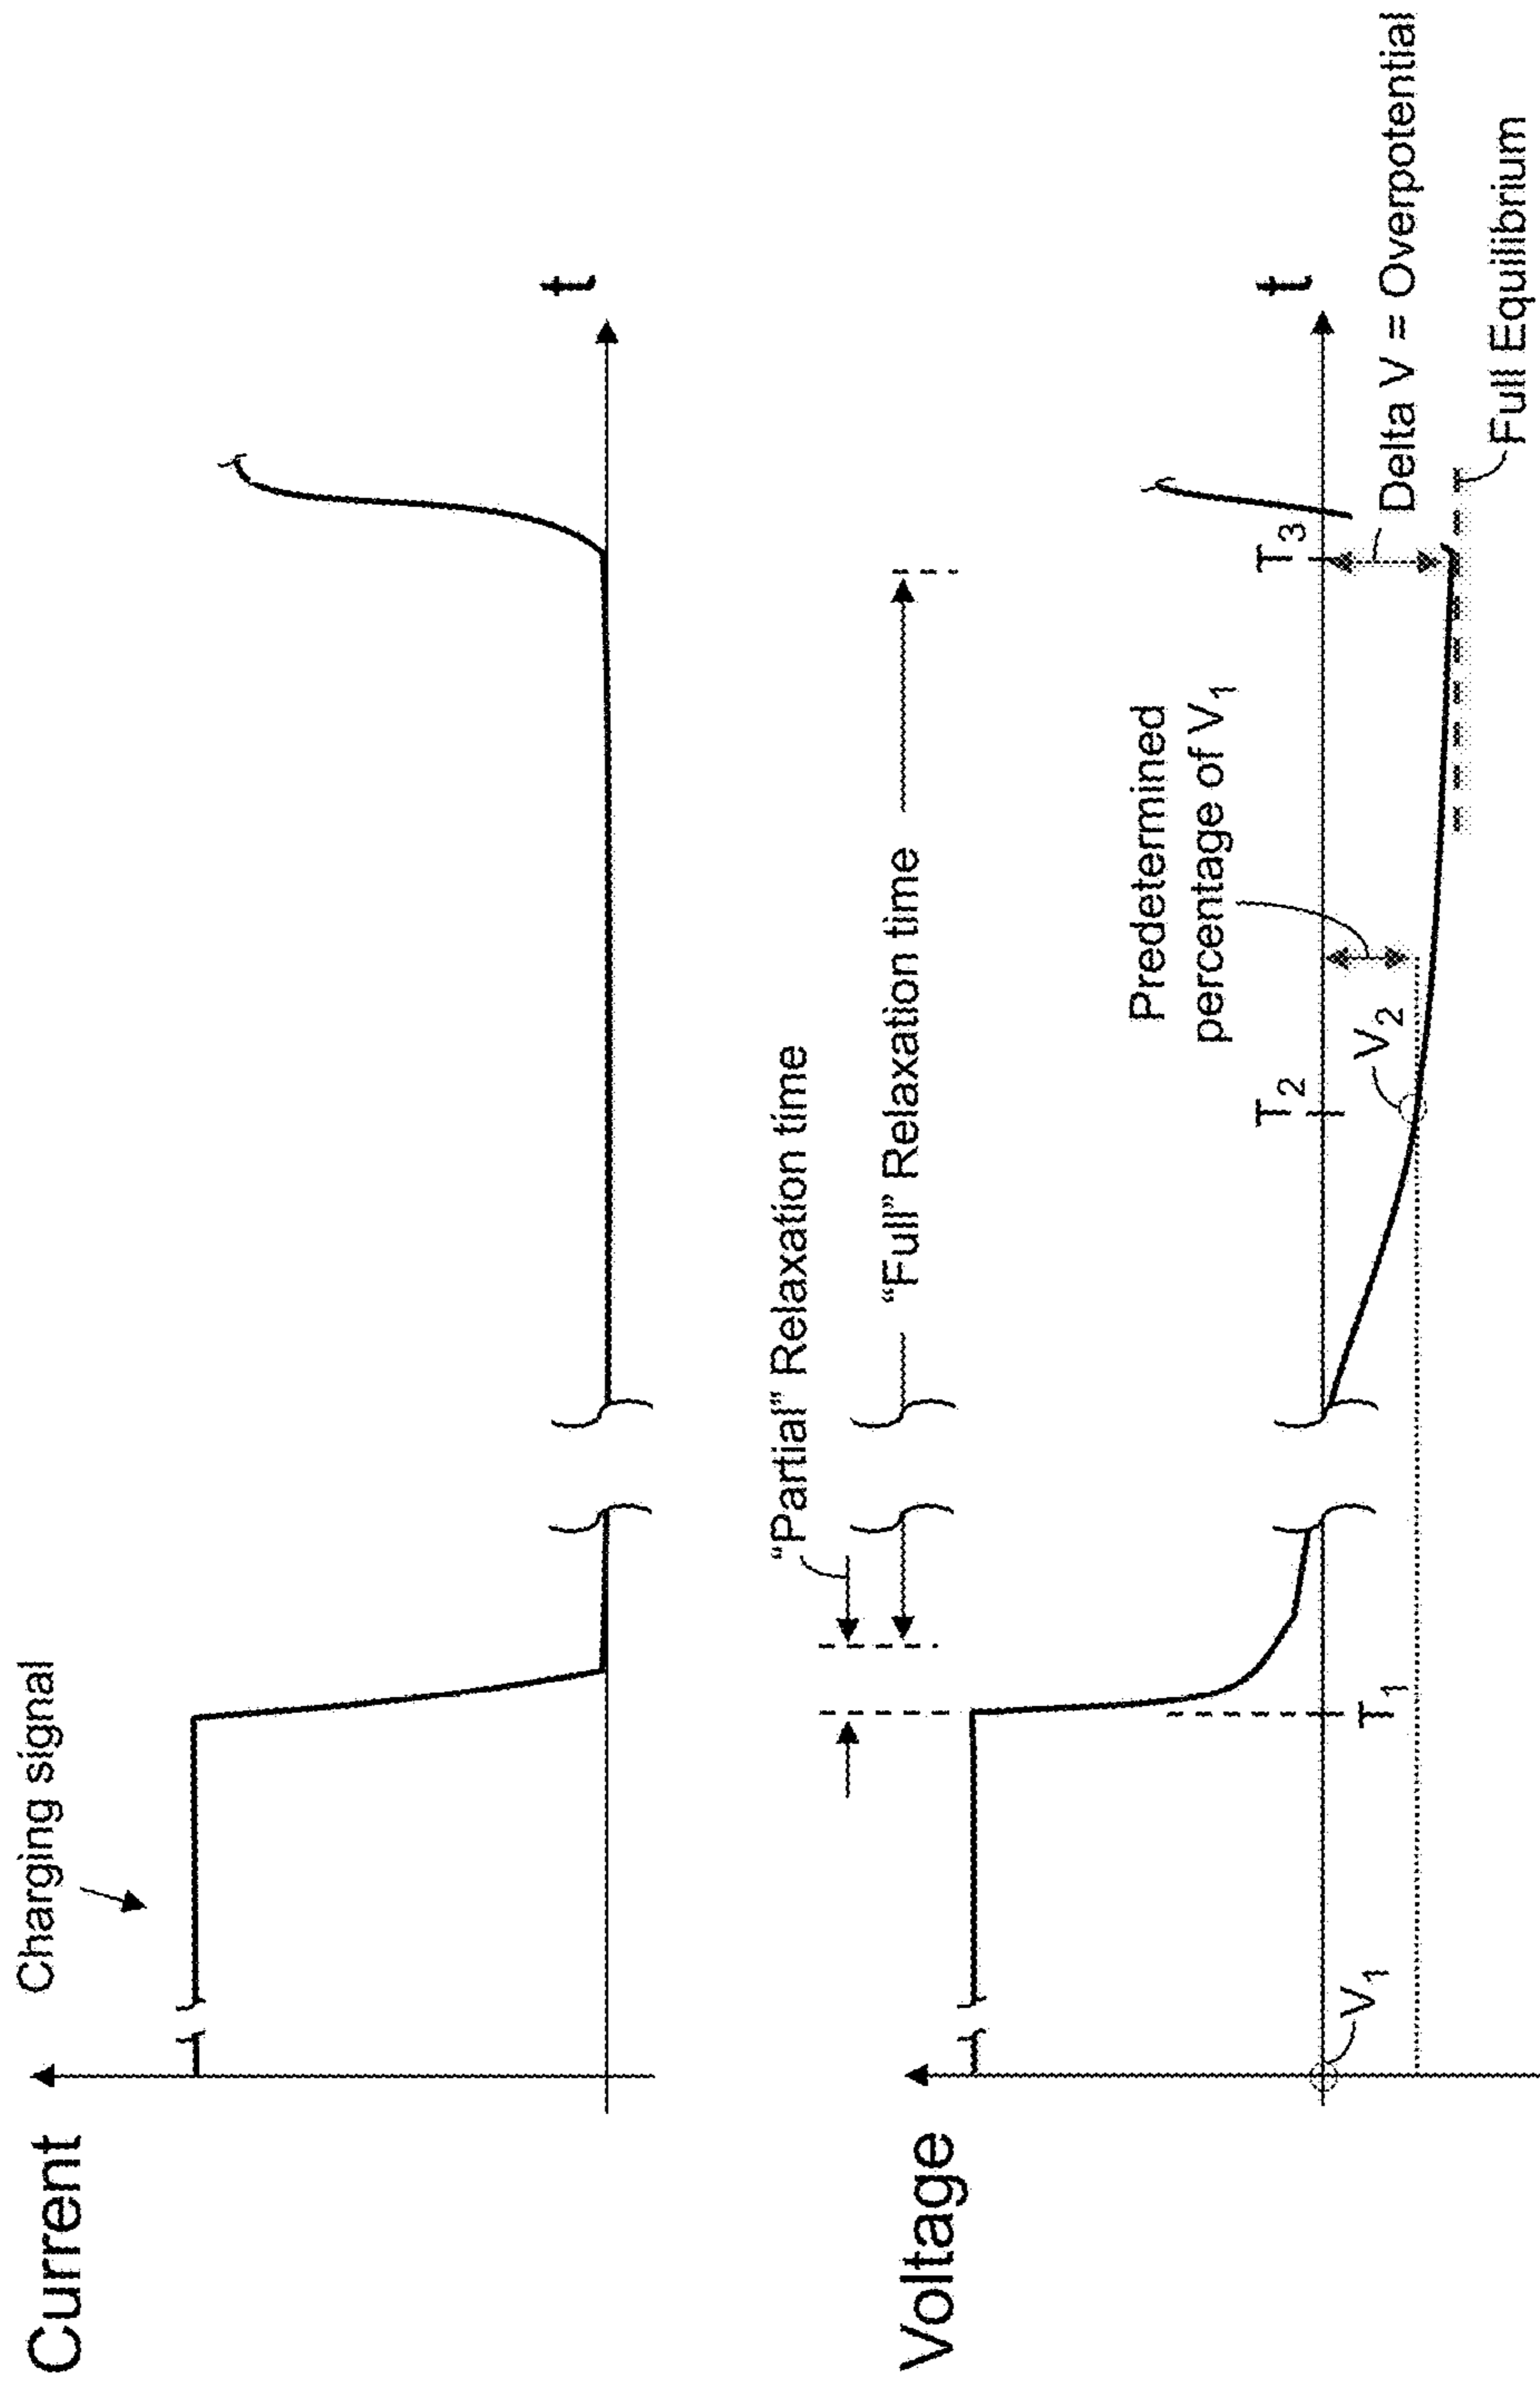 Current
Charging signal
t
"Partial" Relaxation time
"Full" Relaxation time
Voltage
Predetermined
percentage of V1
T2
T3
t
V1
T1
V2
Delta V = Overpotential
Full Equilibrium